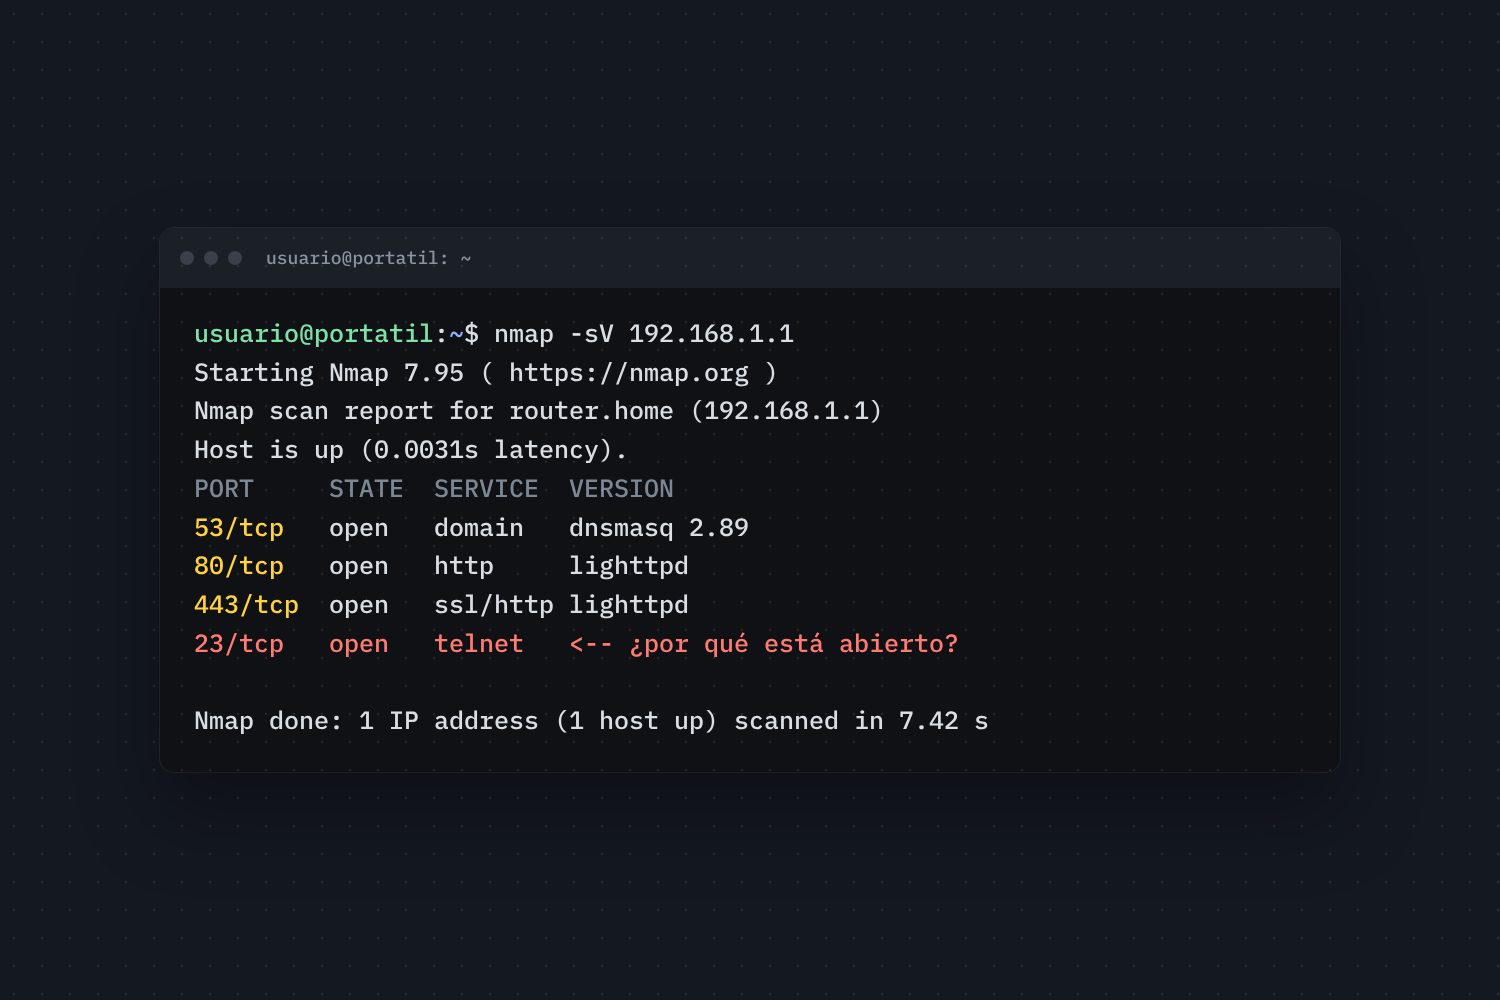 usuario@portatil: ~
usuario@portatil:~$ nmap -sV 192.168.1.1
Starting Nmap 7.95 ( https://nmap.org )
Nmap scan report for router.home (192.168.1.1)
Host is up (0.0031s latency).
PORT     STATE  SERVICE  VERSION
53/tcp   open   domain   dnsmasq 2.89
80/tcp   open   http     lighttpd
443/tcp  open   ssl/http lighttpd
23/tcp   open   telnet   <-- ¿por qué está abierto?
Nmap done: 1 IP address (1 host up) scanned in 7.42 s